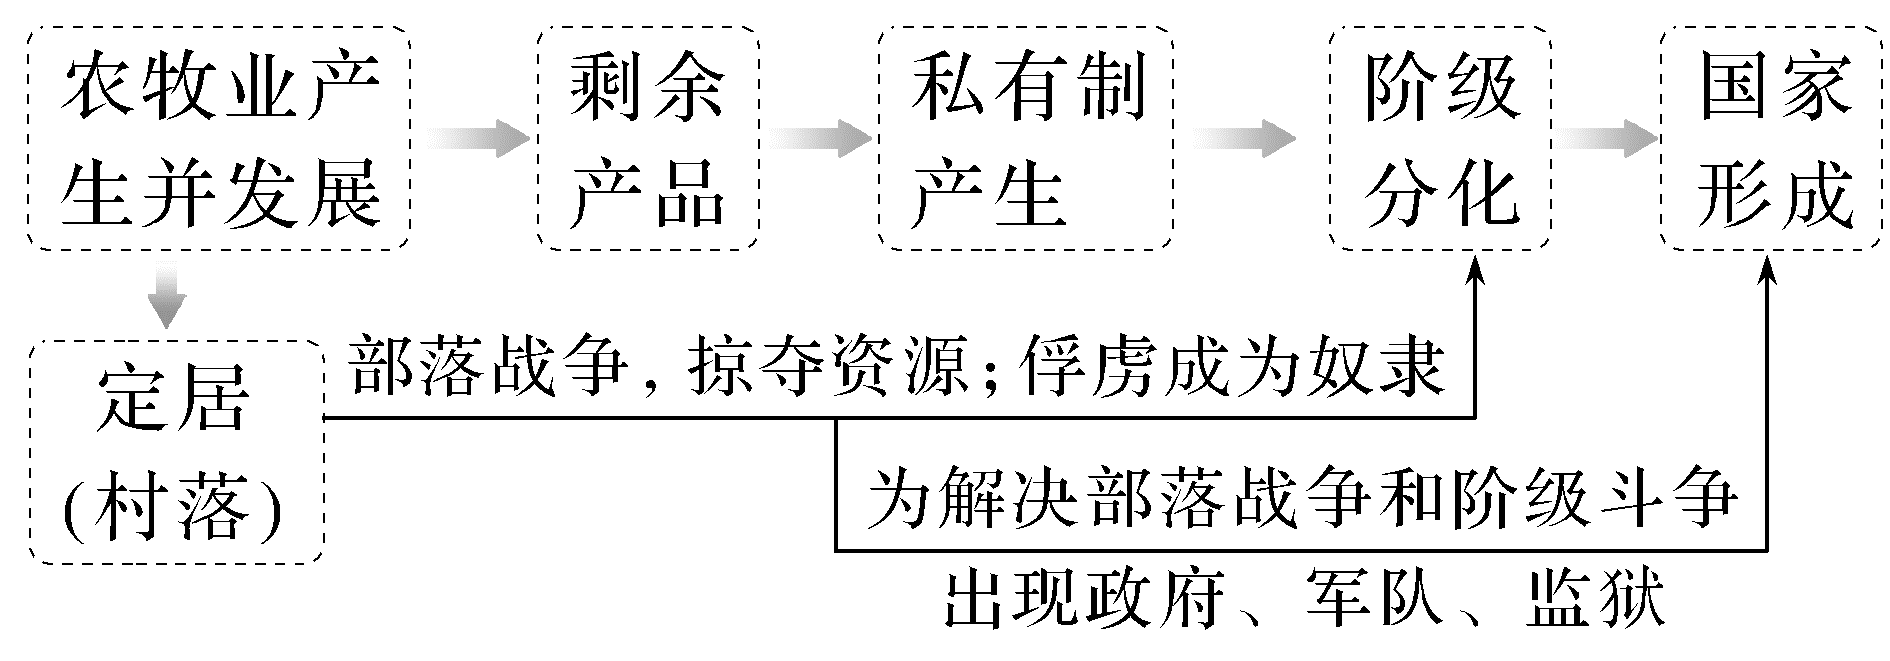 农牧业产
生并发展
剩余
产品
私有制
产生
阶级
分化
国家
形成
定居
(村落)
部落战争,掠夺资源;俘虏成为奴隶
为解决部落战争和阶级斗争
出现政府、军队、监狱